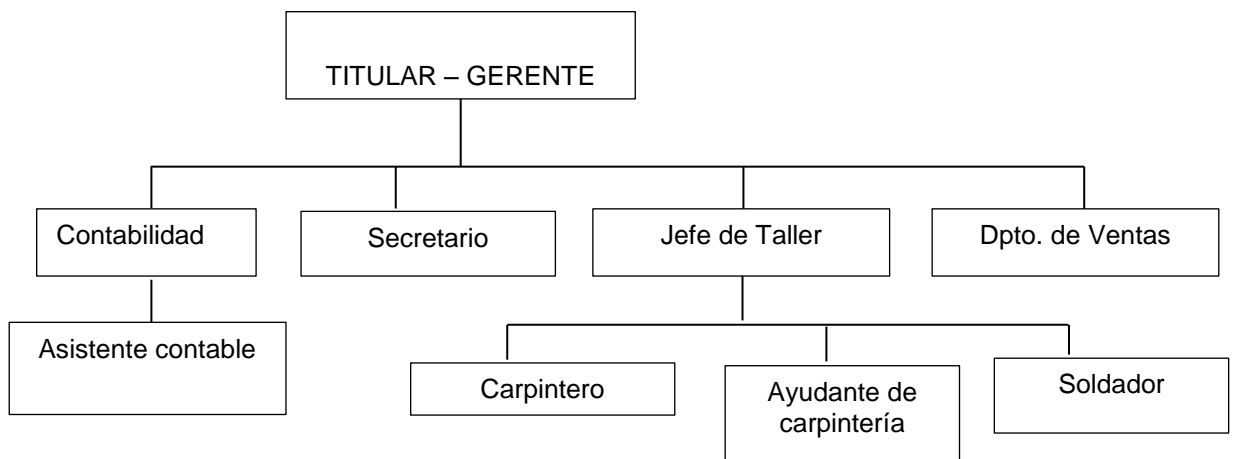 TITULAR – GERENTE
Contabilidad
Secretario
Jefe de Taller
Dpto. de Ventas
Asistente contable
Carpintero
Ayudante de
carpintería
Soldador